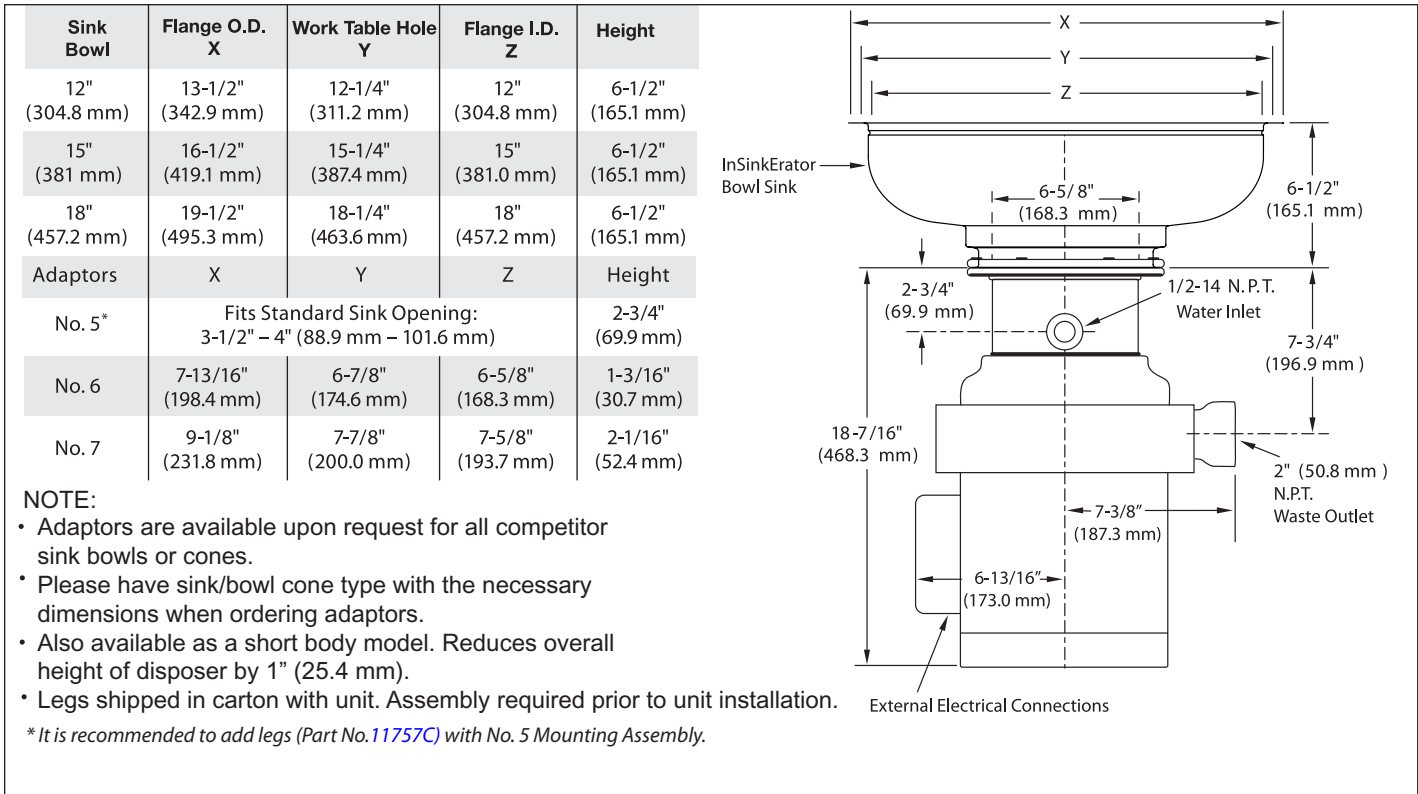 Sink Bowl | Flange O.D. X | Work Table Hole Y | Flange I.D. Z | Height
12" (304.8 mm) | 13-1/2" (342.9 mm) | 12-1/4" (311.2 mm) | 12" (304.8 mm) | 6-1/2" (165.1 mm)
15" (381 mm) | 16-1/2" (419.1 mm) | 15-1/4" (387.4 mm) | 15" (381.0 mm) | 6-1/2" (165.1 mm)
18" (457.2 mm) | 19-1/2" (495.3 mm) | 18-1/4" (463.6 mm) | 18" (457.2 mm) | 6-1/2" (165.1 mm)
Adaptors | X | Y | Z | Height
No. 5* | Fits Standard Sink Opening: 3-1/2" – 4" (88.9 mm – 101.6 mm) | 2-3/4" (69.9 mm)
No. 6 | 7-13/16" (198.4 mm) | 6-7/8" (174.6 mm) | 6-5/8" (168.3 mm) | 1-3/16" (30.7 mm)
No. 7 | 9-1/8" (231.8 mm) | 7-7/8" (200.0 mm) | 7-5/8" (193.7 mm) | 2-1/16" (52.4 mm)
NOTE:
• Adaptors are available upon request for all competitor
sink bowls or cones.
• Please have sink/bowl cone type with the necessary
dimensions when ordering adaptors.
• Also available as a short body model. Reduces overall
height of disposer by 1” (25.4 mm).
• Legs shipped in carton with unit. Assembly required prior to unit installation.
* It is recommended to add legs (Part No.11757C) with No. 5 Mounting Assembly.
X
Y
Z
InSinkErator
Bowl Sink
6-5/8"
(168.3 mm)
6-1/2"
(165.1 mm)
2-3/4"
(69.9 mm)
1/2-14 N.P.T.
Water Inlet
7-3/4"
(196.9 mm )
18-7/16"
(468.3 mm)
2" (50.8 mm )
N.P.T.
Waste Outlet
7-3/8”
(187.3 mm)
6-13/16”
(173.0 mm)
External Electrical Connections